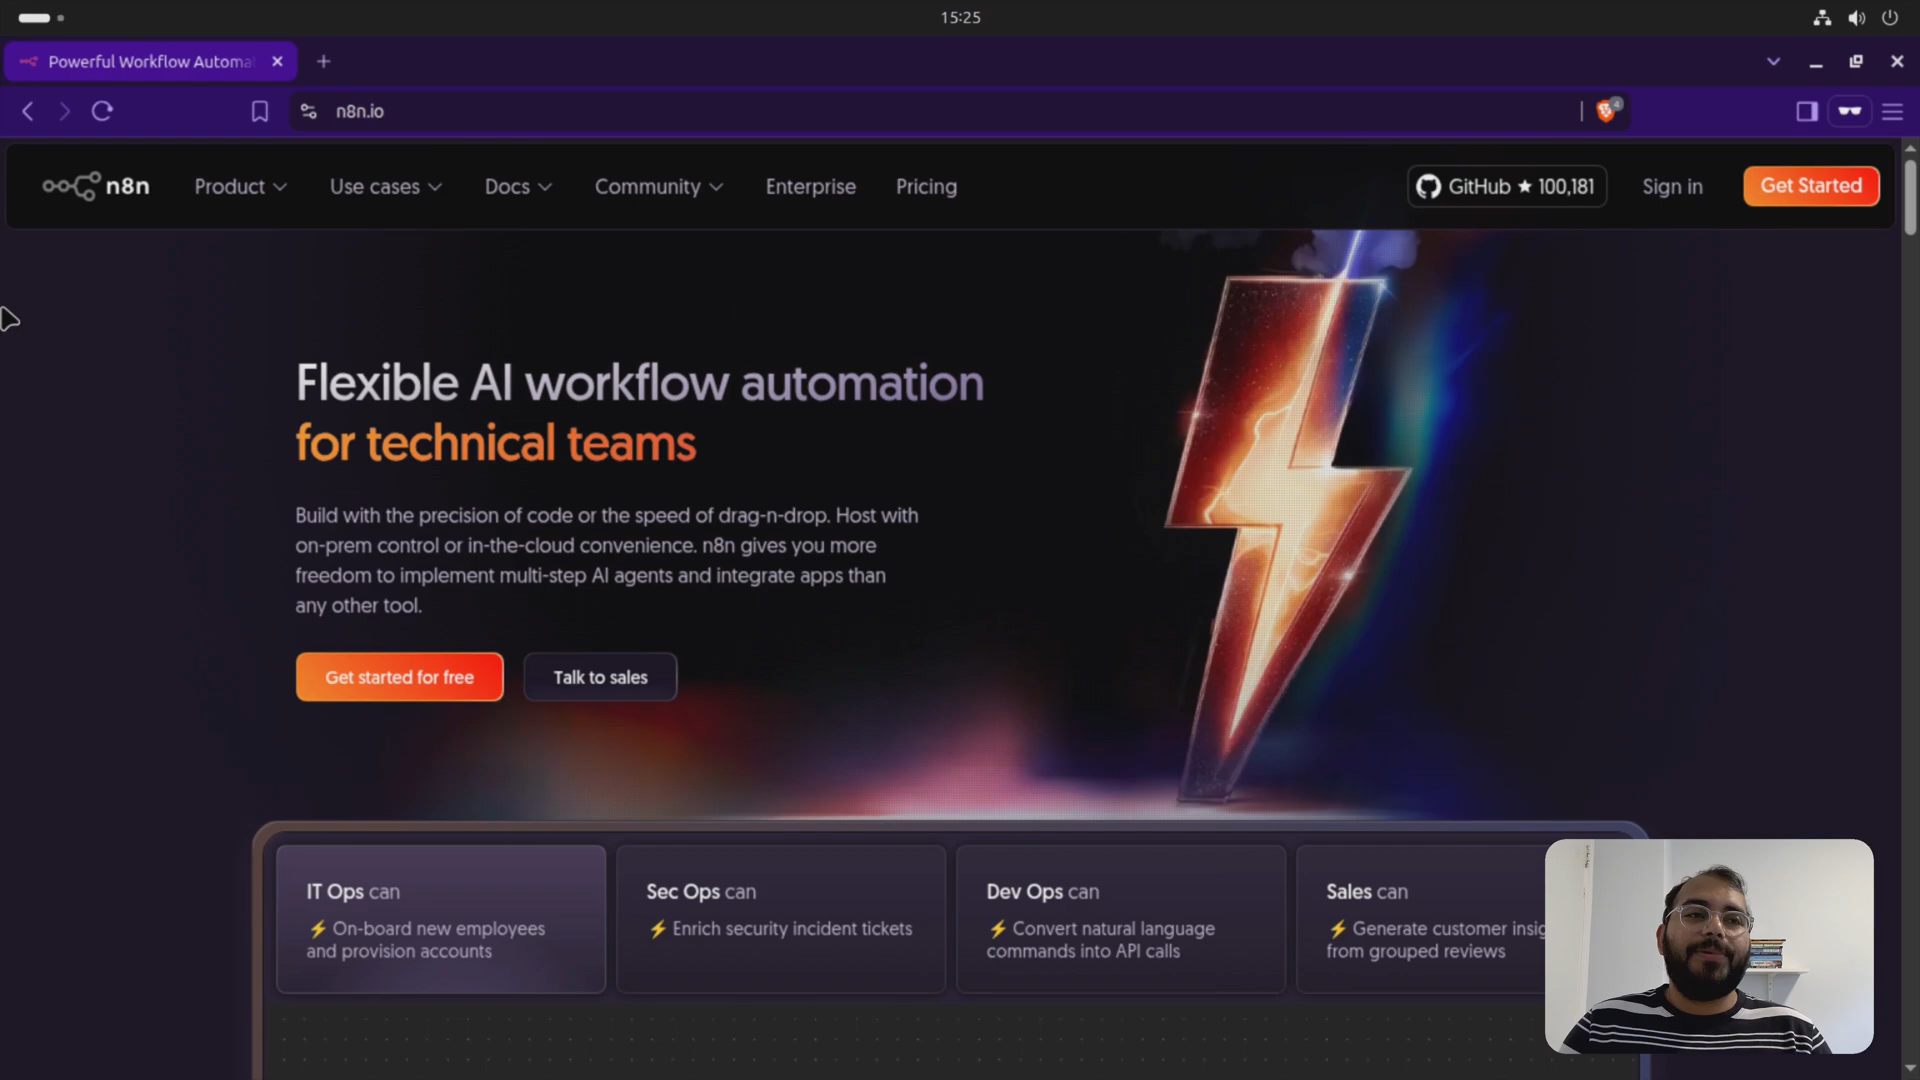 15:25
Powerful Workflow Automa
n8n.io
4
n8n
Product
Use cases
Docs
Community
Enterprise
Pricing
GitHub ★ 100,181
Sign in
Get Started
Flexible AI workflow automation
for technical teams
Build with the precision of code or the speed of drag-n-drop. Host with
on-prem control or in-the-cloud convenience. n8n gives you more
freedom to implement multi-step AI agents and integrate apps than
any other tool.
Get started for free
Talk to sales
IT Ops can
⚡ On-board new employees
and provision accounts
Sec Ops can
⚡ Enrich security incident tickets
Dev Ops can
⚡ Convert natural language
commands into API calls
Sales can
⚡ Generate customer insig
from grouped reviews